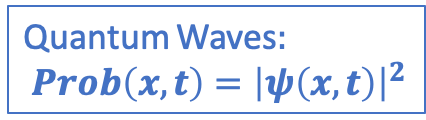 Quantum Waves:
Prob(x, t) = |ψ(x, t)|²